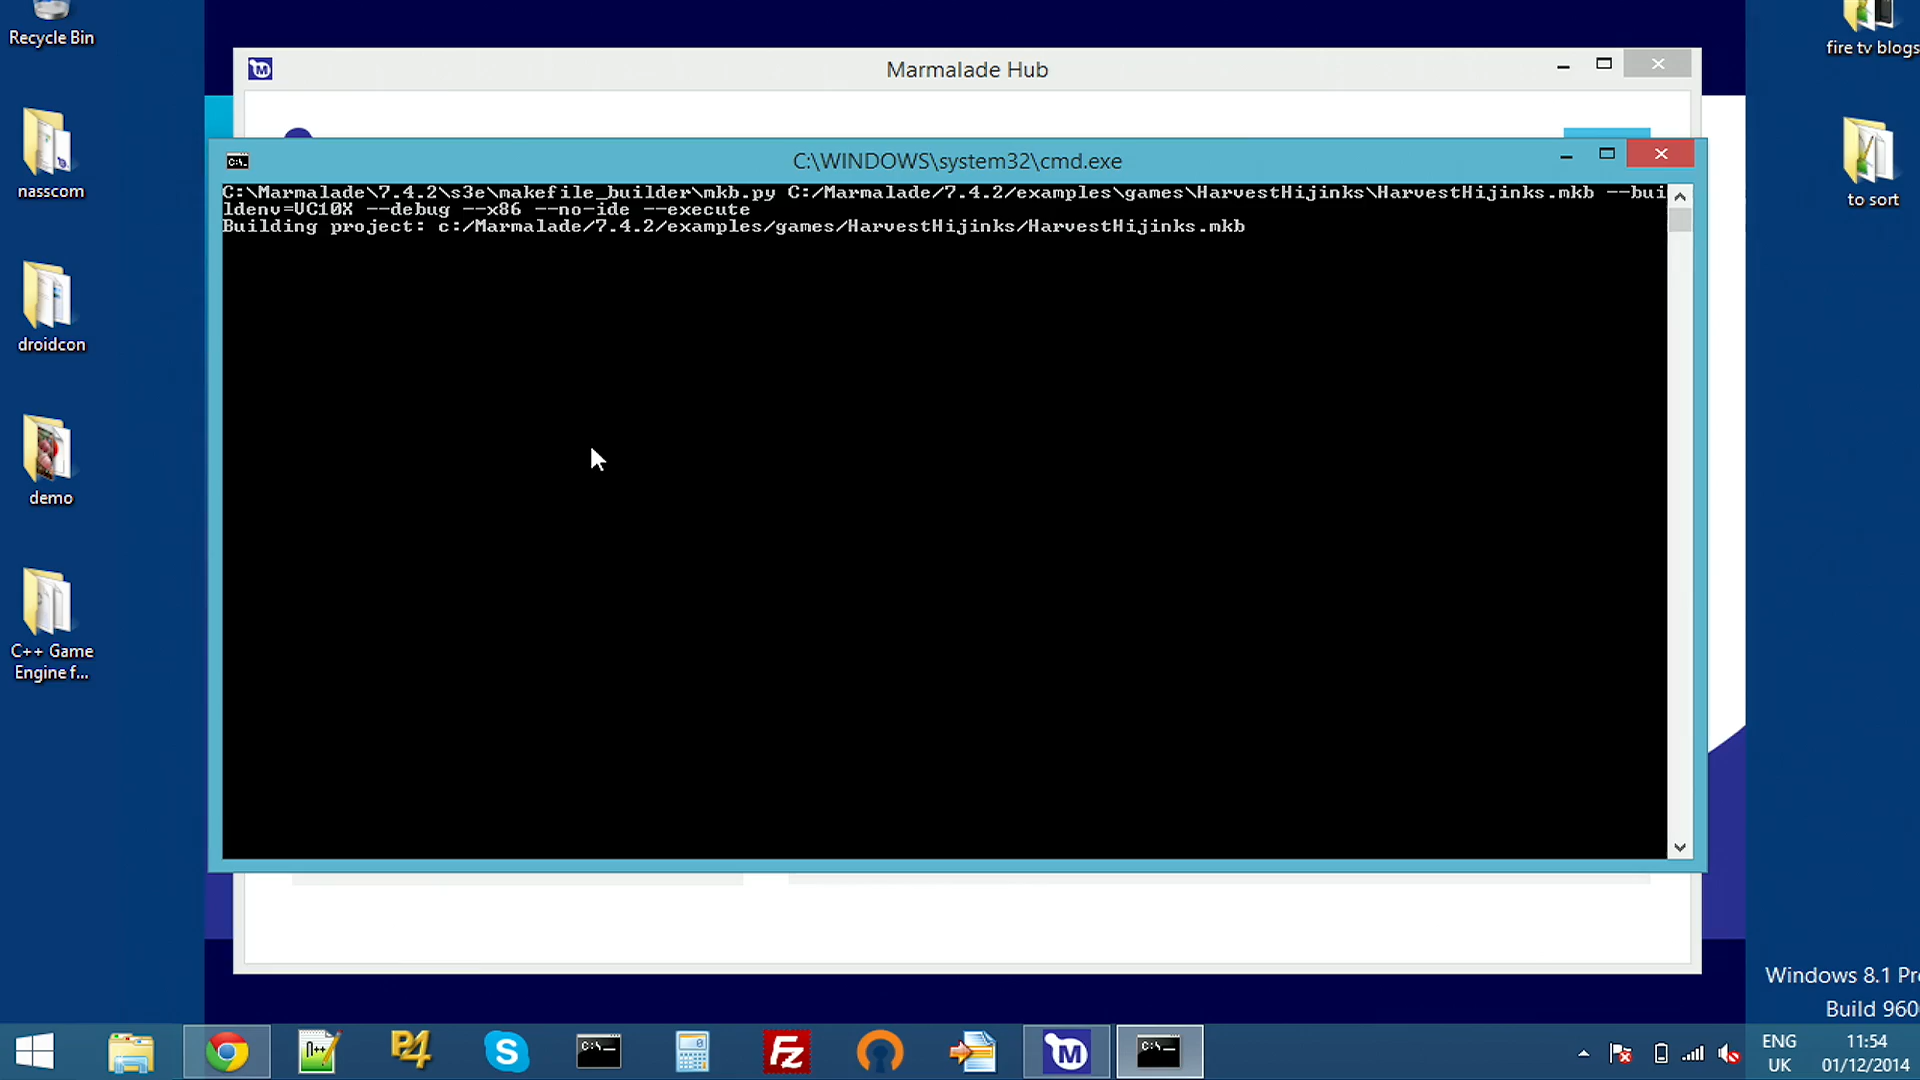 Recycle Bin
nasscom
droidcon
demo
C++ Game
Engine f...
Marmalade Hub
C:\WINDOWS\system32\cmd.exe
C:\Marmalade\7.4.2\s3e\makefile_builder\mkb.py C:/Marmalade/7.4.2/examples\games\HarvestHijinks\HarvestHijinks.mkb --bui
ldenv=VC10X --debug --x86 --no-ide --execute
Building project: c:/Marmalade/7.4.2/examples/games/HarvestHijinks/HarvestHijinks.mkb
fire tv blogs
to sort
Windows 8.1 Pr
Build 960
ENG
UK
11:54
01/12/2014